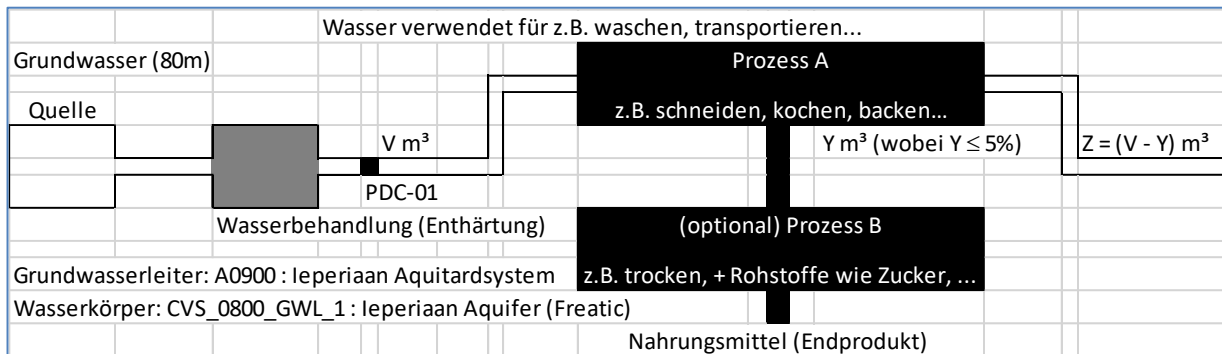 Wasser verwendet für z.B. waschen, transportieren...
Grundwasser (80m)
Prozess A
Quelle
z.B. schneiden, kochen, backen...
V m³
Y m³ (wobei Y ≤ 5%)
Z = (V - Y) m³
PDC-01
Wasserbehandlung (Enthärtung)
(optional) Prozess B
Grundwasserleiter: A0900 : Ieperiaan Aquitardsystem
z.B. trocken, + Rohstoffe wie Zucker, ...
Wasserkörper: CVS_0800_GWL_1 : Ieperiaan Aquifer (Freatic)
Nahrungsmittel (Endprodukt)